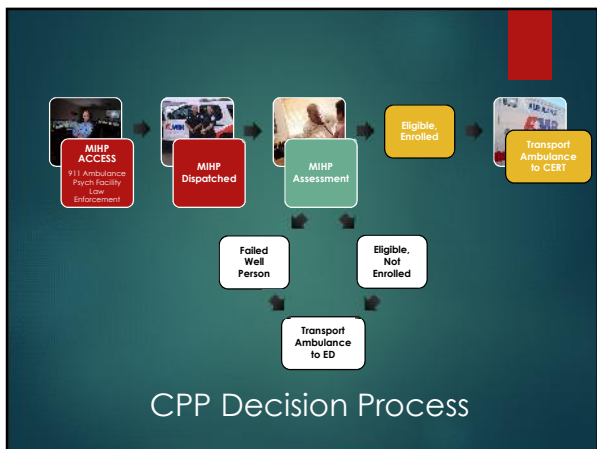 MIHP
ACCESS
911 Ambulance
Psych Facility
Law
Enforcement
MIHP
Dispatched
MIHP
Assessment
Eligible,
Enrolled
Transport
Ambulance
to CERT
Failed
Well
Person
Eligible,
Not
Enrolled
Transport
Ambulance
to ED
CPP Decision Process